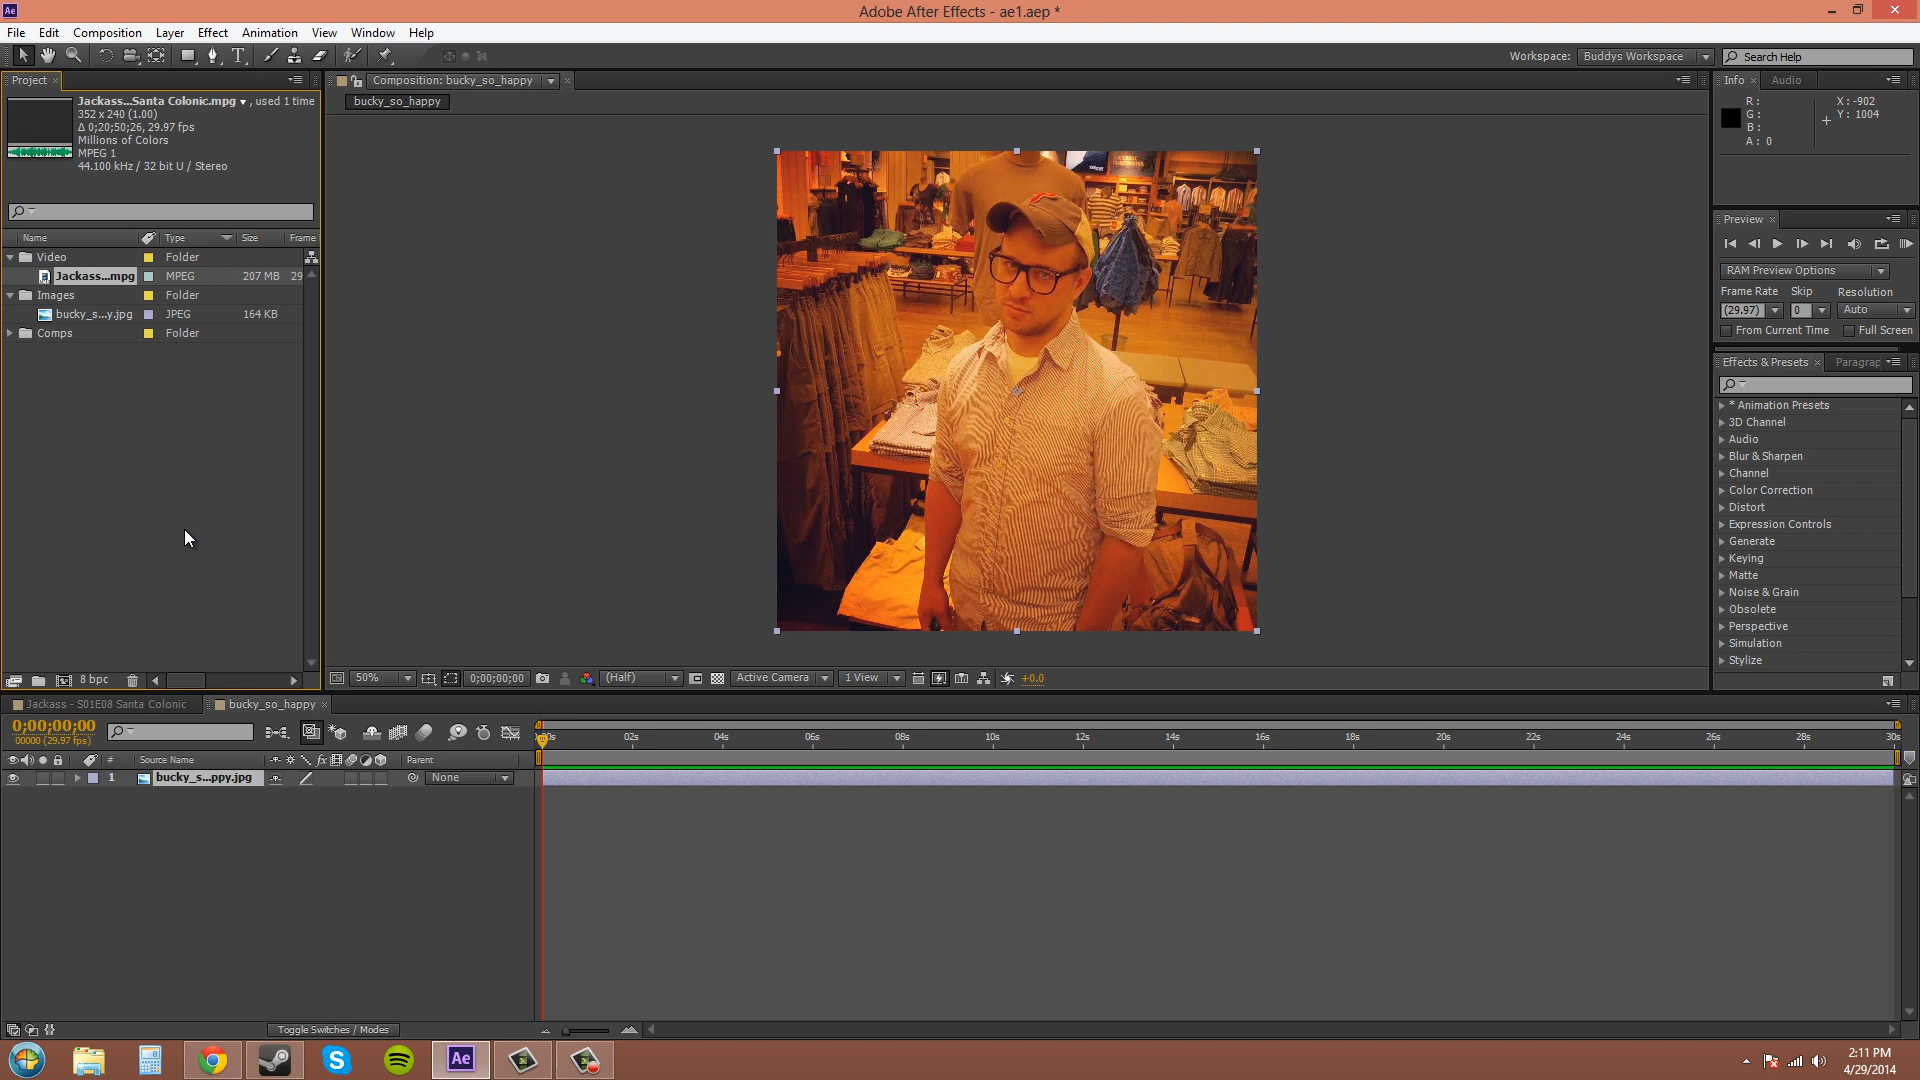 Ae
Adobe After Effects - ae1.aep *
File Edit Composition Layer Effect Animation View Window Help
T
Workspace: Buddys Workspace Search Help
Project
Jackass...Santa Colonic.mpg , used 1 time
352 x 240 (1.00)
Δ 0;20;50;26, 29.97 fps
Millions of Colors
MPEG 1
44.100 kHz / 32 bit U / Stereo
Name Type Size Frame
Video Folder
Jackass...mpg MPEG 207 MB 29
Images Folder
bucky_s...y.jpg JPEG 164 KB
Comps Folder
8 bpc
Composition: bucky_so_happy
bucky_so_happy
50% 0;00;00;00 (Half) Active Camera 1 View +0.0
Info Audio
R :
G :
B :
A : 0
X : -902
Y : 1004
Preview
RAM Preview Options
Frame Rate Skip Resolution
(29.97) 0 Auto
From Current Time Full Screen
Effects & Presets Paragrap
* Animation Presets
3D Channel
Audio
Blur & Sharpen
Channel
Color Correction
Distort
Expression Controls
Generate
Keying
Matte
Noise & Grain
Obsolete
Perspective
Simulation
Stylize
Jackass - S01E08 Santa Colonic bucky_so_happy
0;00;00;00
00000 (29.97 fps)
# Source Name fx Parent
1 bucky_s...ppy.jpg None
00s 02s 04s 06s 08s 10s 12s 14s 16s 18s 20s 22s 24s 26s 28s 30s
Toggle Switches / Modes
Ae
2:11 PM
4/29/2014